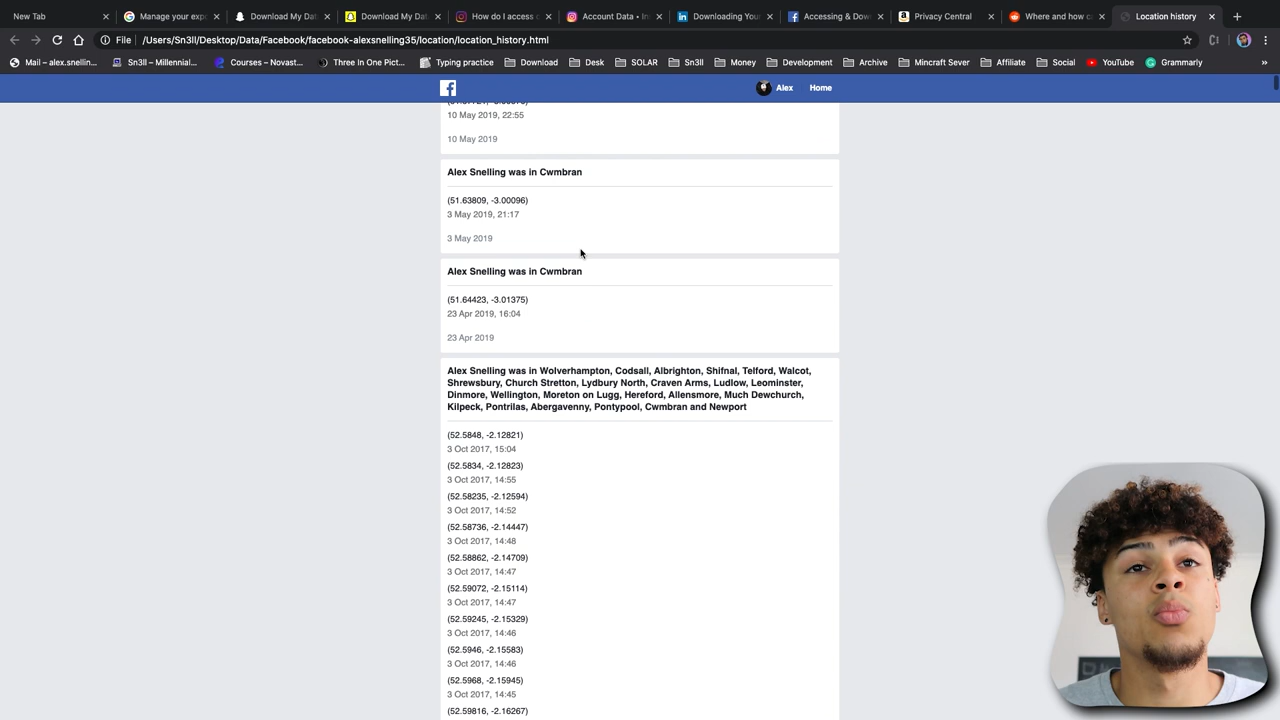 New Tab
Manage your exp
Download My Da
Download My Dat
How do I access
Account Data • In
Downloading You
Accessing & Dow
Privacy Central
Where and how c
Location history
File
/Users/Sn3ll/Desktop/Data/Facebook/facebook-alexsnelling35/location/location_history.html
Mail – alex.snellin...
Sn3ll – Millennial...
Courses – Novast...
Three In One Pict...
Typing practice
Download
Desk
SOLAR
Sn3ll
Money
Development
Archive
Mincraft Sever
Affiliate
Social
YouTube
Grammarly
Alex
Home
10 May 2019, 22:55
10 May 2019
Alex Snelling was in Cwmbran
(51.63809, -3.00096)
3 May 2019, 21:17
3 May 2019
Alex Snelling was in Cwmbran
(51.64423, -3.01375)
23 Apr 2019, 16:04
23 Apr 2019
Alex Snelling was in Wolverhampton, Codsall, Albrighton, Shifnal, Telford, Walcot,
Shrewsbury, Church Stretton, Lydbury North, Craven Arms, Ludlow, Leominster,
Dinmore, Wellington, Moreton on Lugg, Hereford, Allensmore, Much Dewchurch,
Kilpeck, Pontrilas, Abergavenny, Pontypool, Cwmbran and Newport
(52.5848, -2.12821)
3 Oct 2017, 15:04
(52.5834, -2.12823)
3 Oct 2017, 14:55
(52.58235, -2.12594)
3 Oct 2017, 14:52
(52.58736, -2.14447)
3 Oct 2017, 14:48
(52.58862, -2.14709)
3 Oct 2017, 14:47
(52.59072, -2.15114)
3 Oct 2017, 14:47
(52.59245, -2.15329)
3 Oct 2017, 14:46
(52.5946, -2.15583)
3 Oct 2017, 14:46
(52.5968, -2.15945)
3 Oct 2017, 14:45
(52.59816, -2.16267)